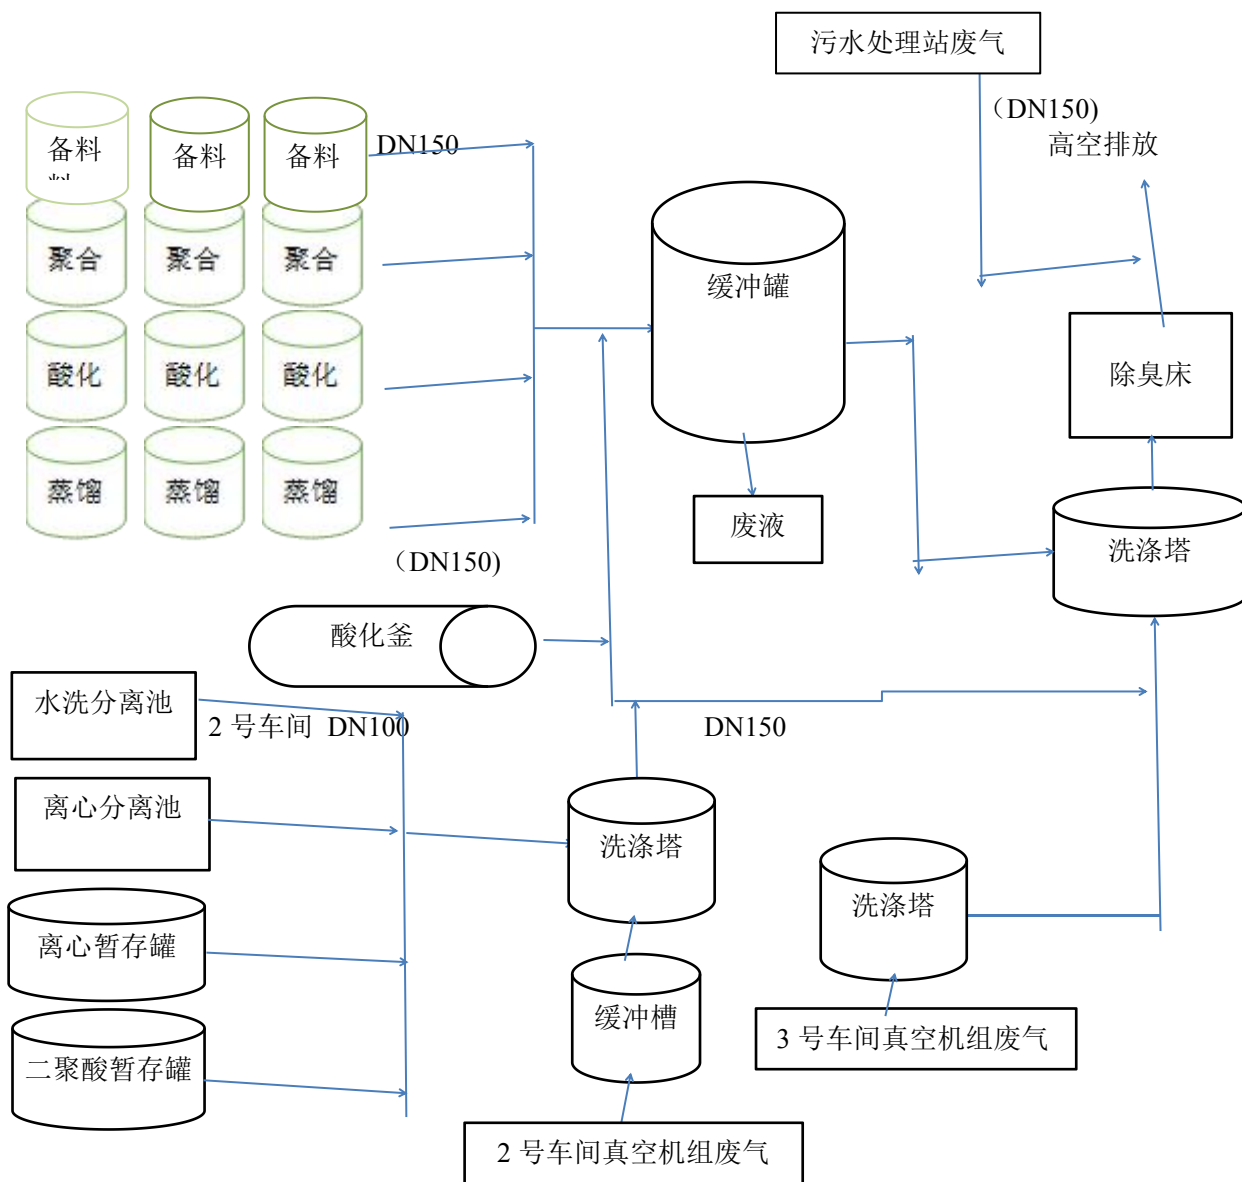 污水处理站废气
（DN150)
高空排放
备料
备料
备料
DN150
聚合
聚合
聚合
缓冲罐
酸化
酸化
酸化
除臭床
蒸馏
蒸馏
蒸馏
废液
洗涤塔
（DN150)
酸化釜
水洗分离池
2 号车间 DN100
DN150
离心分离池
洗涤塔
洗涤塔
离心暂存罐
缓冲槽
3 号车间真空机组废气
二聚酸暂存罐
2 号车间真空机组废气